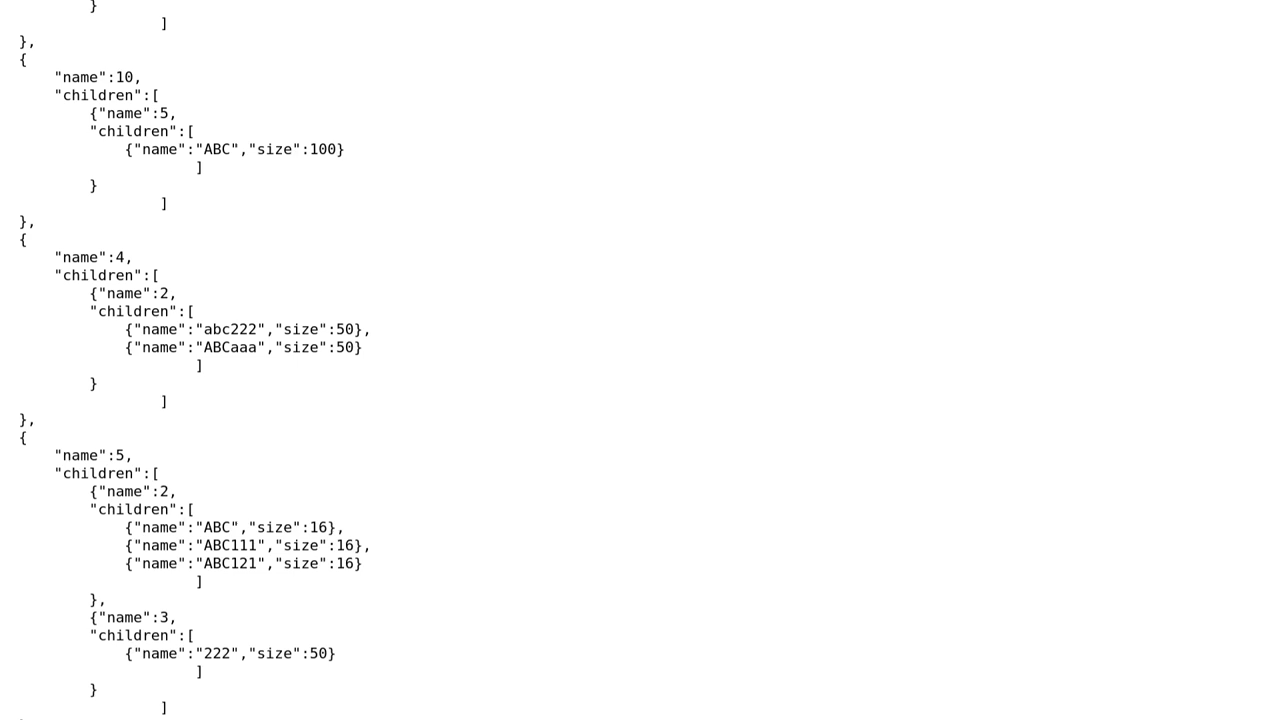 }
]
},
{
"name":10,
"children":[
{"name":5,
"children":[
{"name":"ABC","size":100}
]
}
]
},
{
"name":4,
"children":[
{"name":2,
"children":[
{"name":"abc222","size":50},
{"name":"ABCaaa","size":50}
]
}
]
},
{
"name":5,
"children":[
{"name":2,
"children":[
{"name":"ABC","size":16},
{"name":"ABC111","size":16},
{"name":"ABC121","size":16}
]
},
{"name":3,
"children":[
{"name":"222","size":50}
]
}
]